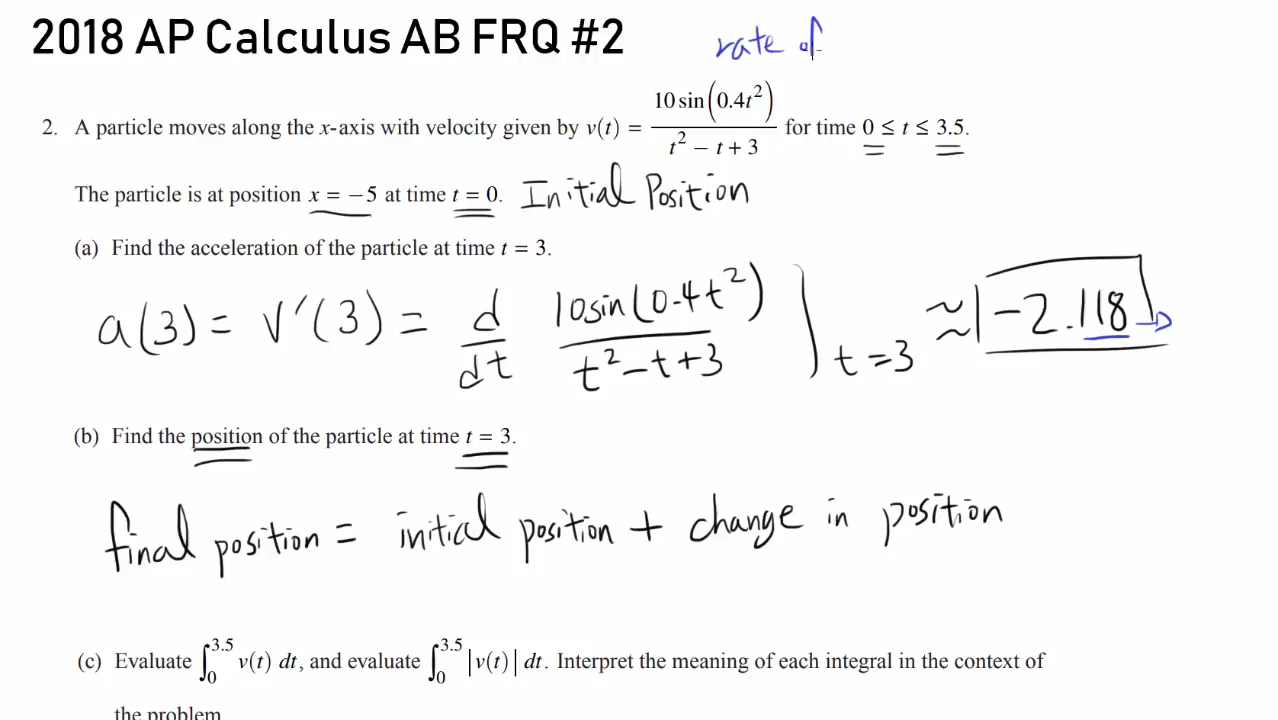 2018 AP Calculus AB FRQ #2
rate of
2. A particle moves along the x-axis with velocity given by v(t) = 10 sin(0.4t²) / t² − t + 3 for time 0 ≤ t ≤ 3.5.
The particle is at position x = −5 at time t = 0. Initial Position
(a) Find the acceleration of the particle at time t = 3.
a(3) = v'(3) = d/dt 10sin(0.4t²) / t² − t + 3 | t = 3 ≈ −2.118
(b) Find the position of the particle at time t = 3.
final position = initial position + change in position
(c) Evaluate ∫₀^3.5 v(t) dt, and evaluate ∫₀^3.5 |v(t)| dt. Interpret the meaning of each integral in the context of
the problem